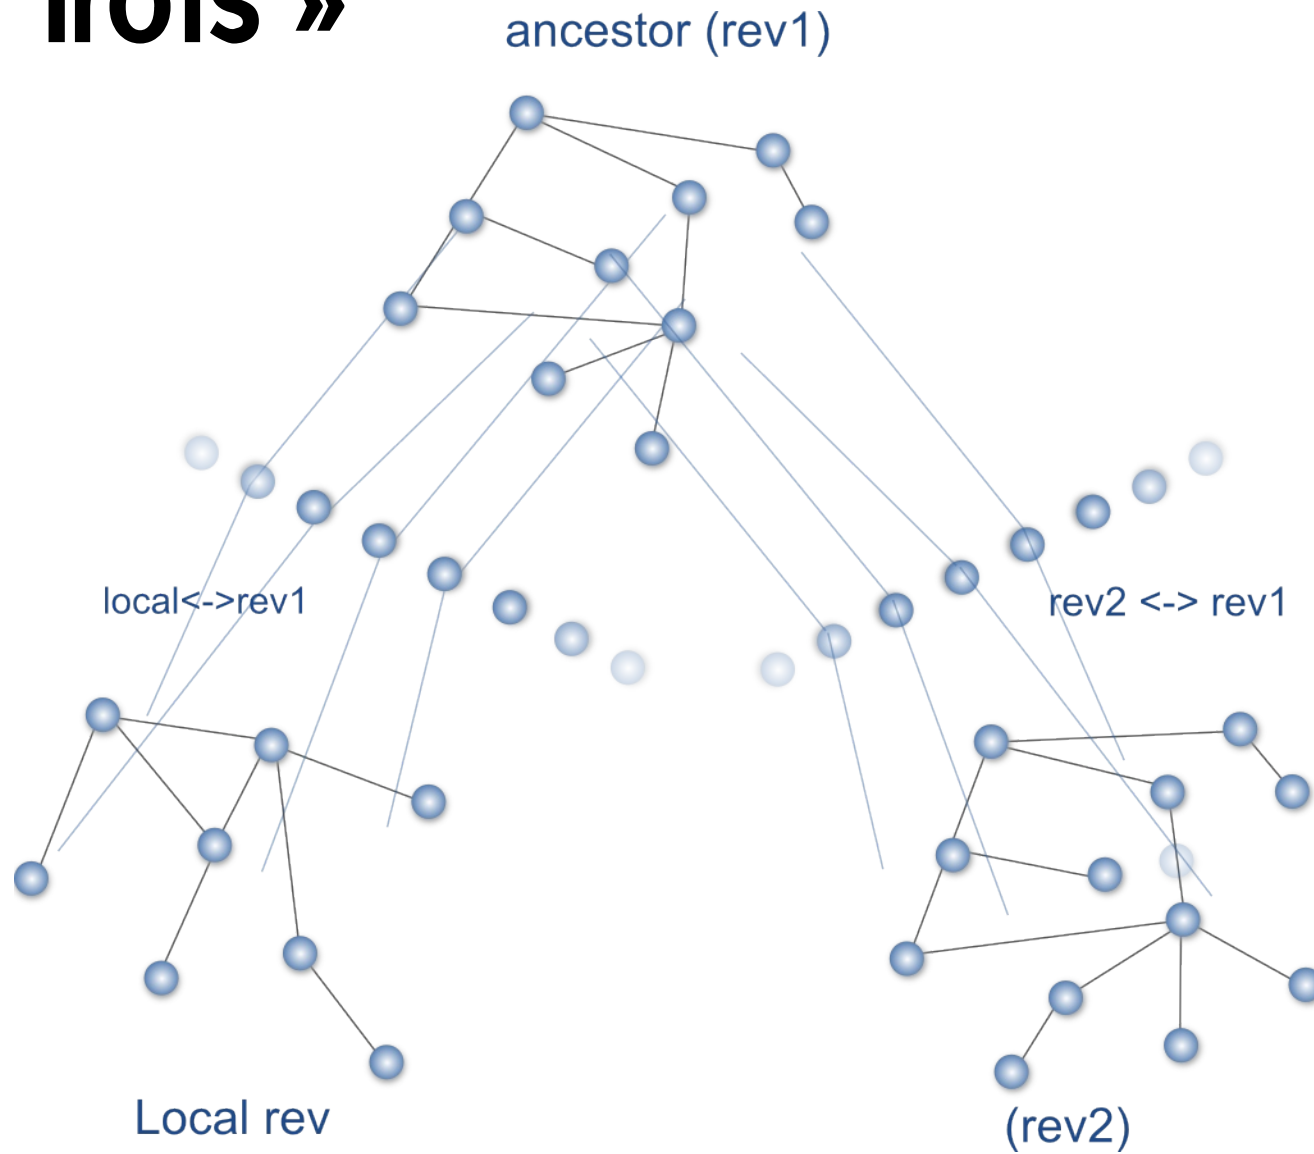 ancestor (rev1)
local<->rev1
rev2 <-> rev1
Local rev
(rev2)